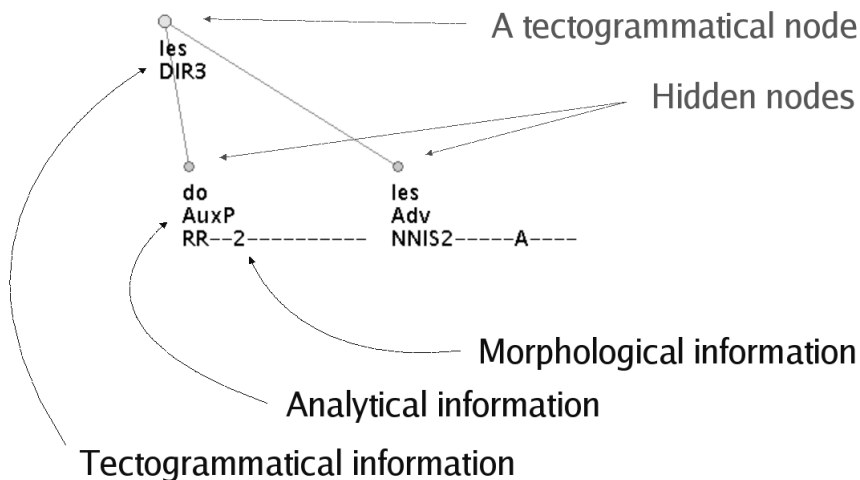 A tectogrammatical node
les
DIR3
Hidden nodes
do
AuxP
RR--2----------
les
Adv
NNIS2-----A----
Morphological information
Analytical information
Tectogrammatical information